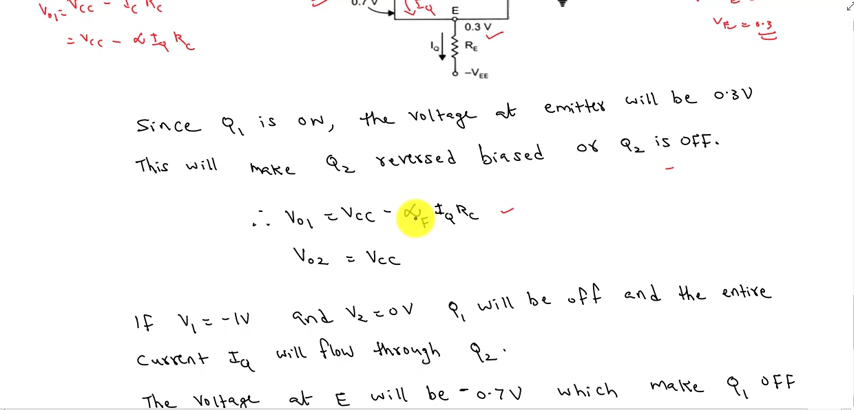 V01 = VCC - IC RC
= VCC - α IQ RC
0.7V
IQ
E
0.3 V
IQ
RE
-VEE
VE = 0.3
Since Q1 is ON, the voltage at emitter will be 0.3V
This will make Q2 reversed biased or Q2 is OFF.
∴ V01 = VCC - αF IQ RC
V02 = VCC
If V1 = -1V and V2 = 0V Q1 will be off and the entire
current IQ will flow through Q2.
The voltage at E will be -0.7V which make Q1 OFF